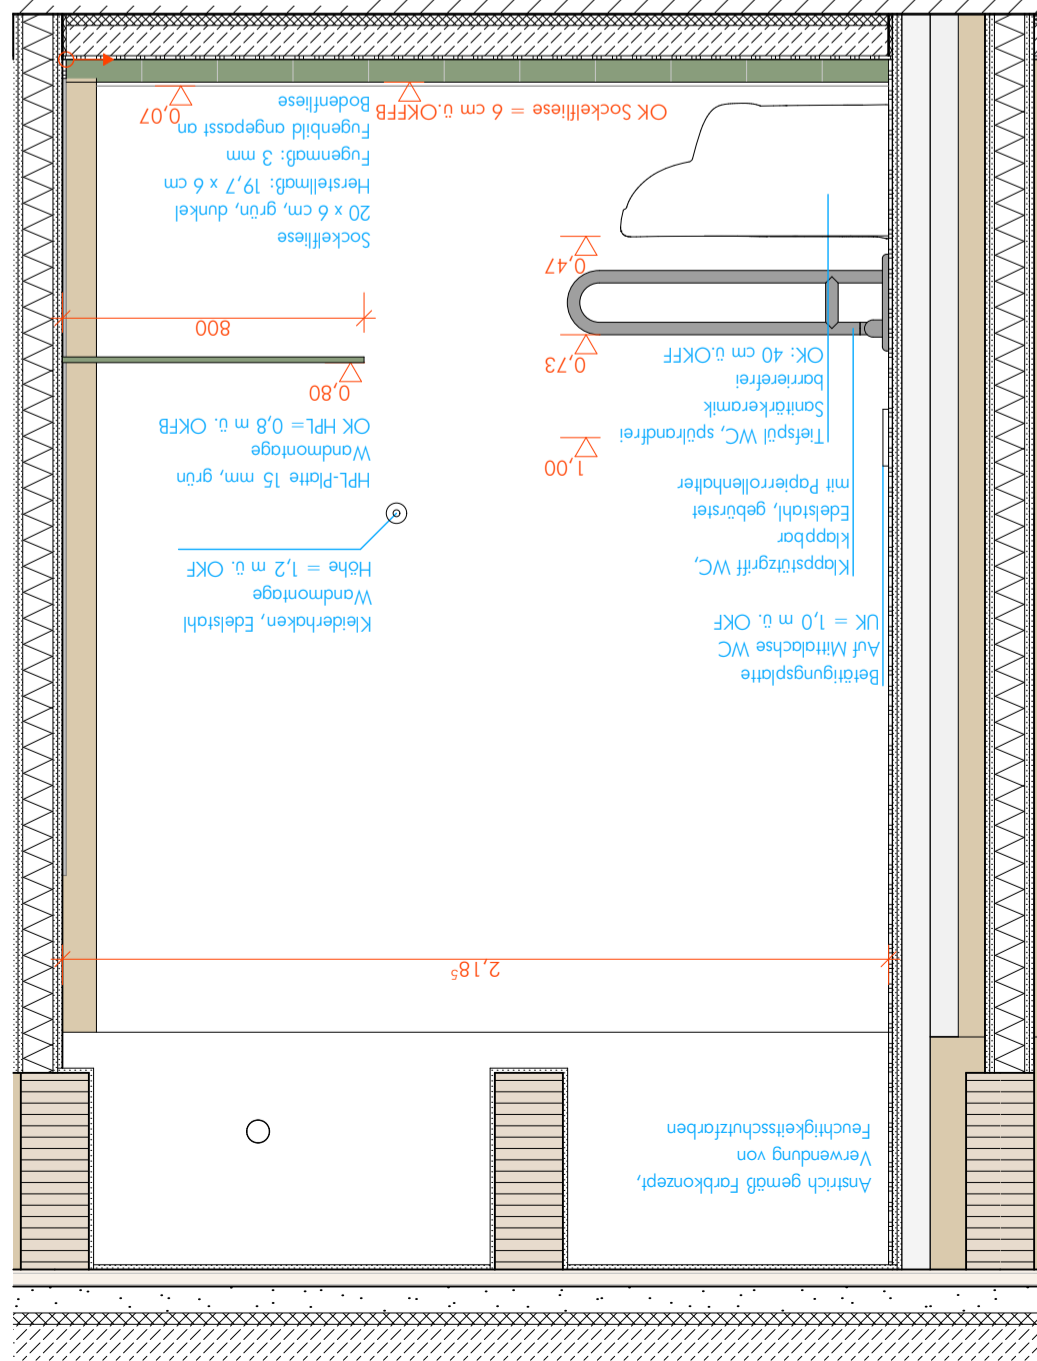 Anstrich gemäß Farbkonzept,
Verwendung von
Feuchtigkeitsschutzfarben
2,18⁵
Betätigungsplatte
Auf Mittalachse WC
UK = 1,0 m ü. OKF
Kleiderhaken, Edelstahl
Wandmontage
Höhe = 1,2 m ü. OKF
Klappstützgriff WC,
klappbar
Edelstahl, gebürstet
mit Papierrollenhalter
1,00
Tiefspül WC, spülrandfrei
Sanitärkeramik
barrierefrei
OK: 40 cm ü.OKFF
HPL-Platte 15 mm, grün
Wandmontage
OK HPL= 0,8 m ü. OKFB
0,80
0,73
800
0,47
Sockelfliese
20 x 6 cm, grün, dunkel
Herstellmaß: 19,7 x 6 cm
Fugenmaß: 3 mm
Fugenbild angepasst an
Bodenfliese
OK Sockelfliese = 6 cm ü.OKFFB
0,07